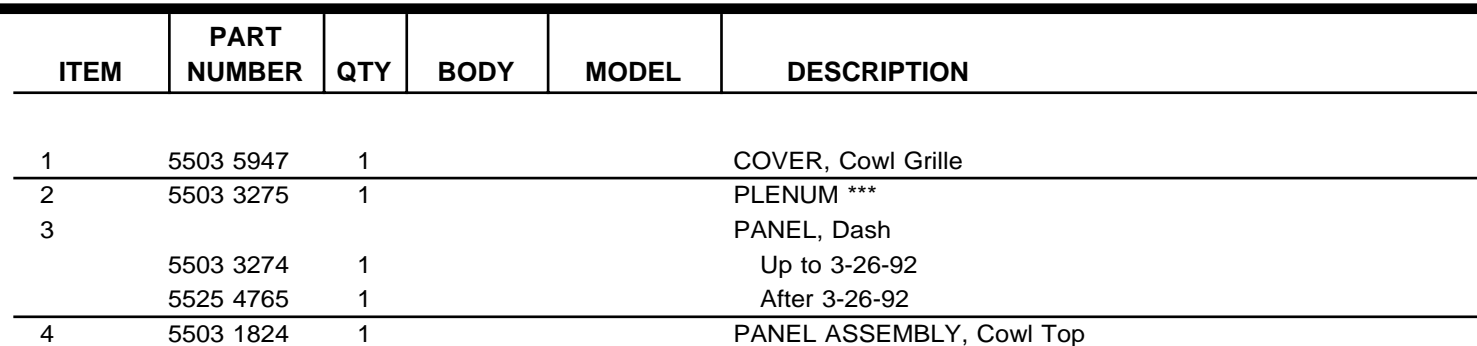 PART
ITEM NUMBER QTY BODY MODEL DESCRIPTION
1 5503 5947 1 COVER, Cowl Grille
2 5503 3275 1 PLENUM ***
3 PANEL, Dash
5503 3274 1 Up to 3-26-92
5525 4765 1 After 3-26-92
4 5503 1824 1 PANEL ASSEMBLY, Cowl Top